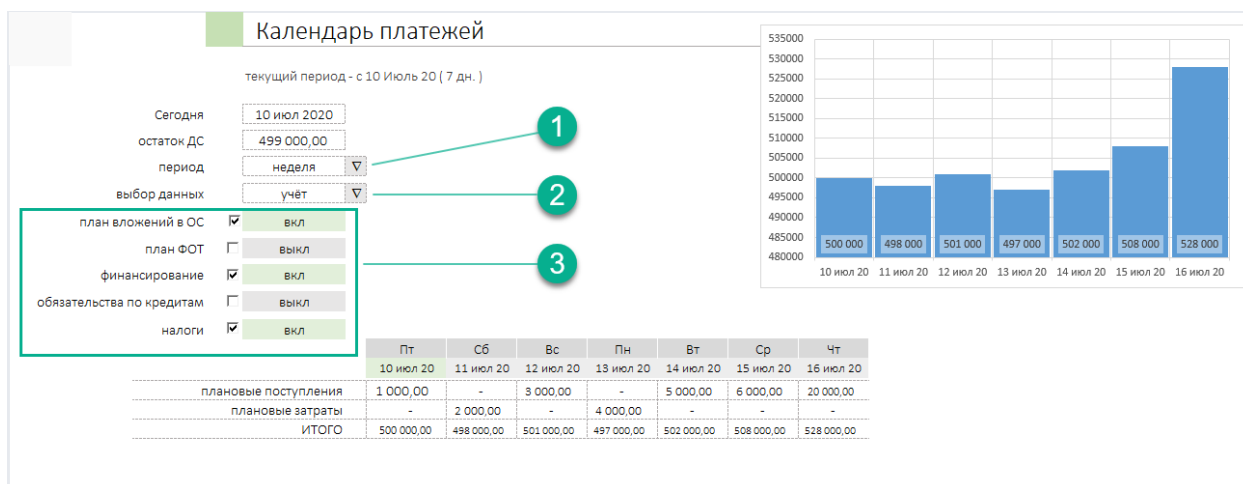 Календарь платежей
текущий период - с 10 Июль 20 ( 7 дн. )
Сегодня 10 июл 2020
остаток ДС 499 000,00
период неделя
выбор данных учёт
1
2
3
план вложений в ОС вкл
план ФОТ выкл
финансирование вкл
обязательства по кредитам выкл
налоги вкл
535000
530000
525000
520000
515000
510000
505000
500000
495000
490000
485000
480000
500 000 498 000 501 000 497 000 502 000 508 000 528 000
10 июл 20 11 июл 20 12 июл 20 13 июл 20 14 июл 20 15 июл 20 16 июл 20
Пт Сб Вс Пн Вт Ср Чт
10 июл 20 11 июл 20 12 июл 20 13 июл 20 14 июл 20 15 июл 20 16 июл 20
плановые поступления 1 000,00 - 3 000,00 - 5 000,00 6 000,00 20 000,00
плановые затраты - 2 000,00 - 4 000,00 - - -
ИТОГО 500 000,00 498 000,00 501 000,00 497 000,00 502 000,00 508 000,00 528 000,00